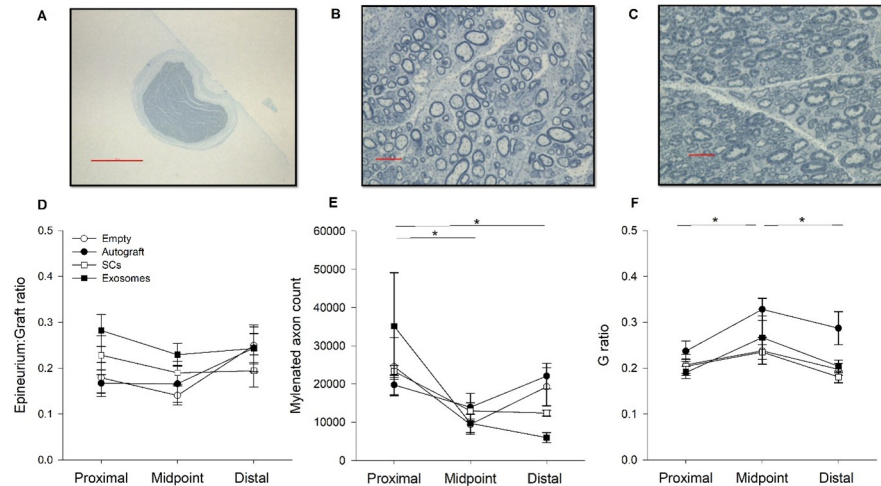 A
B
C
D
0.5
0.4
0.3
0.2
0.1
0.0
Epineurium:Graft ratio
Empty
Autograft
SCs
Exosomes
Proximal Midpoint Distal
E
* *
60000
50000
40000
30000
20000
10000
0
Mylenated axon count
Proximal Midpoint Distal
F
* *
0.5
0.4
0.3
0.2
0.1
0.0
G ratio
Proximal Midpoint Distal